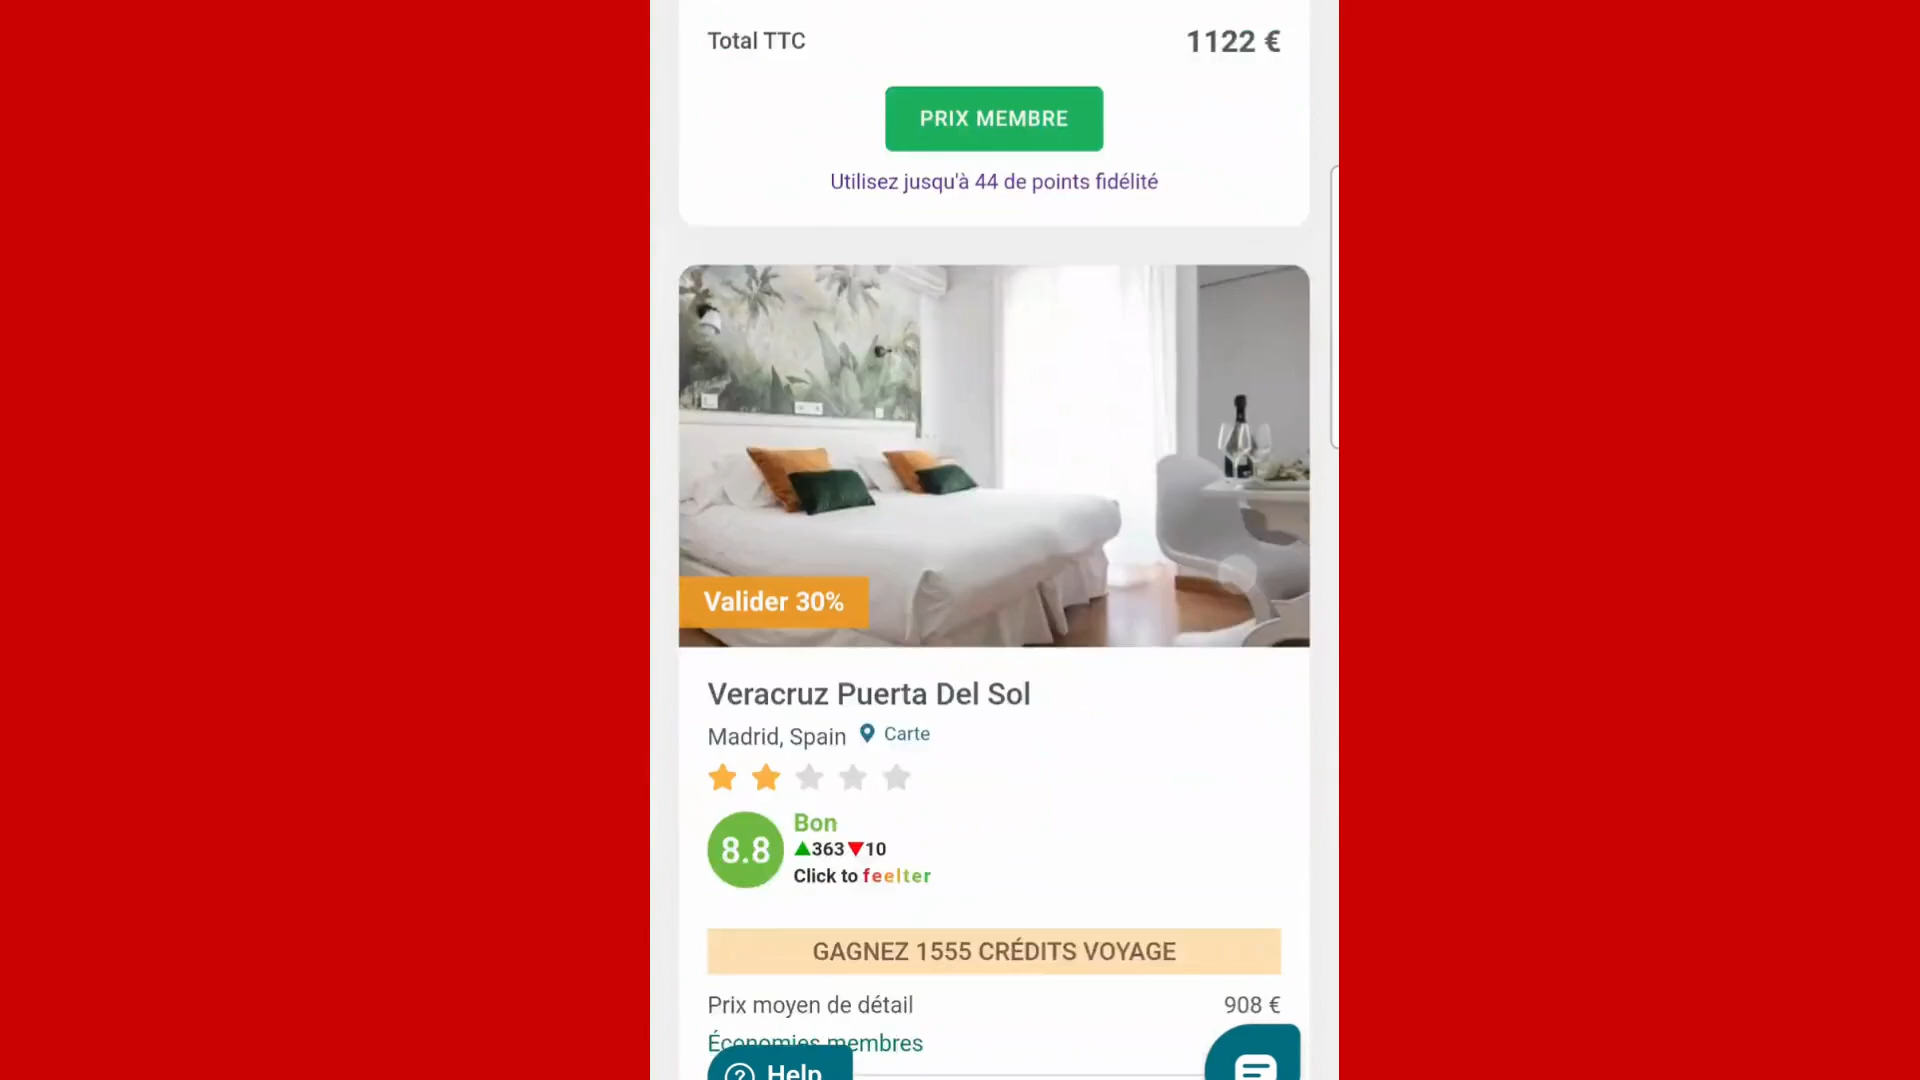 Total TTC 1122 €
PRIX MEMBRE
Utilisez jusqu'à 44 de points fidélité
Valider 30%
Veracruz Puerta Del Sol
Madrid, Spain Carte
8.8 Bon
▲363▼10
Click to feelter
GAGNEZ 1555 CRÉDITS VOYAGE
Prix moyen de détail 908 €
Économies membres
? Help